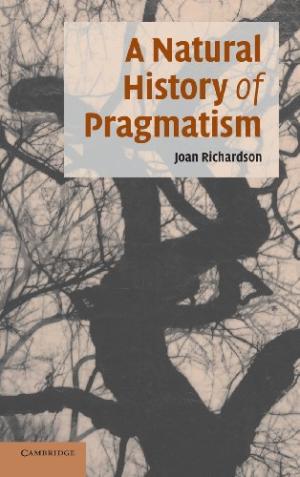 A Natural
History of
Pragmatism
Joan Richardson
CAMBRIDGE